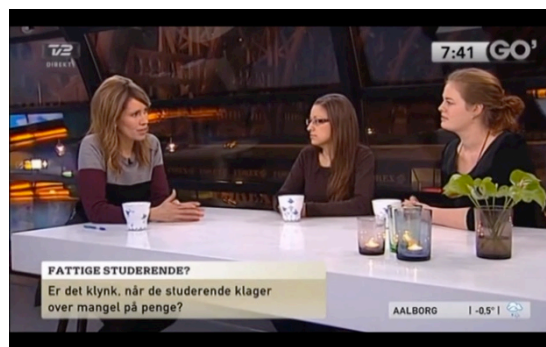 TV2
DIREKTE
7:41 GO'
FATTIGE STUDERENDE?
Er det klynk, når de studerende klager
over mangel på penge?
AALBORG | -0,5° |